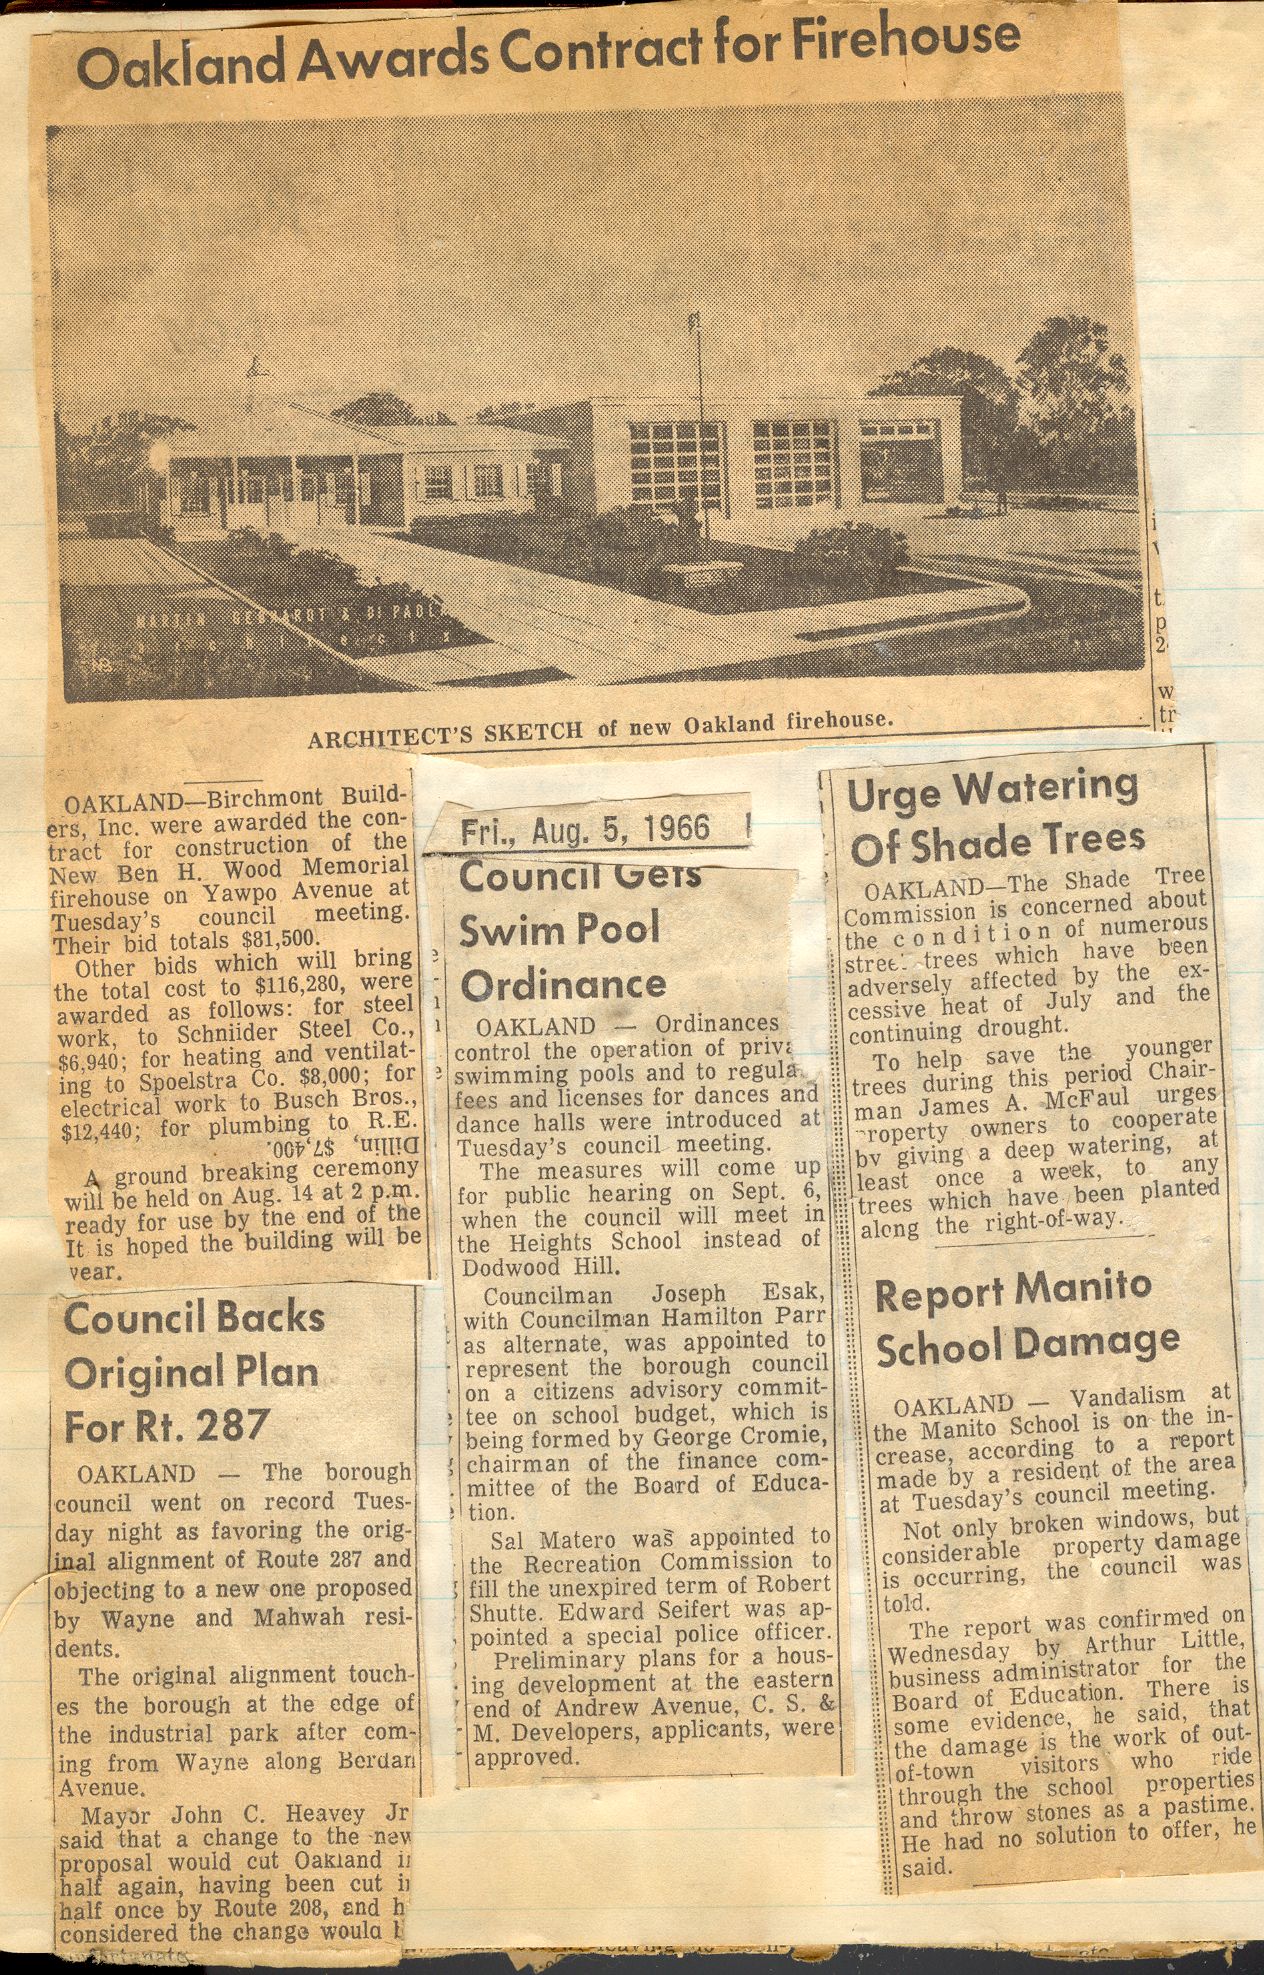 Oakland Awards Contract for Firehouse
MARTIN GEBHARDT & DI PAOLA
architects
ARCHITECT'S SKETCH of new Oakland firehouse.
OAKLAND—Birchmont Build-
ers, Inc. were awarded the con-
tract for construction of the
New Ben H. Wood Memorial
firehouse on Yawpo Avenue at
Tuesday's council meeting.
Their bid totals $81,500.
Other bids which will bring
the total cost to $116,280, were
awarded as follows: for steel
work, to Schniider Steel Co.,
$6,940; for heating and ventilat-
ing to Spoelstra Co. $8,000; for
electrical work to Busch Bros.,
$12,440; for plumbing to R.E.
Dillin, $7,400.
A ground breaking ceremony
will be held on Aug. 14 at 2 p.m.
ready for use by the end of the
It is hoped the building will be
year.
Council Backs
Original Plan
For Rt. 287
OAKLAND — The borough
council went on record Tues-
day night as favoring the orig-
inal alignment of Route 287 and
objecting to a new one proposed
by Wayne and Mahwah resi-
dents.
The original alignment touch-
es the borough at the edge of
the industrial park after com-
ing from Wayne along Berdan
Avenue.
Mayor John C. Heavey Jr
said that a change to the new
proposal would cut Oakland
half again, having been cut
half once by Route 208, and
considered the change would
Fri., Aug. 5, 1966
Council Gets
Swim Pool
Ordinance
OAKLAND — Ordinances
control the operation of
swimming pools and to
fees and licenses for dances and
dance halls were introduced at
Tuesday's council meeting.
The measures will come up
for public hearing on Sept. 6,
when the council will meet in
the Heights School instead of
Dodwood Hill.
Councilman Joseph Esak,
with Councilman Hamilton Parr
as alternate, was appointed to
represent the borough council
on a citizens advisory commit-
tee on school budget, which is
being formed by George Cromie,
chairman of the finance com-
mittee of the Board of Educa-
tion.
Sal Matero was appointed to
the Recreation Commission to
fill the unexpired term of Robert
Shutte. Edward Seifert was ap-
pointed a special police officer.
Preliminary plans for a hous-
ing development at the eastern
end of Andrew Avenue, C. S. &
M. Developers, applicants, were
approved.
Urge Watering
Of Shade Trees
OAKLAND—The Shade Tree
Commission is concerned about
the condition of numerous
street trees which have been
adversely affected by the ex-
cessive heat of July and the
continuing drought.
To help save the younger
trees during this period Chair-
man James A. McFaul urges
property owners to cooperate
by giving a deep watering, at
least once a week, to any
trees which have been planted
along the right-of-way.
Report Manito
School Damage
OAKLAND — Vandalism at
the Manito School is on the in-
crease, according to a report
made by a resident of the area
at Tuesday's council meeting.
Not only broken windows, but
considerable property damage
is occurring, the council was
told.
The report was confirmed on
Wednesday by Arthur Little,
business administrator for the
Board of Education. There is
some evidence, he said, that
the damage is the work of out-
of-town visitors who ride
through the school properties
and throw stones as a pastime.
He had no solution to offer, he
said.